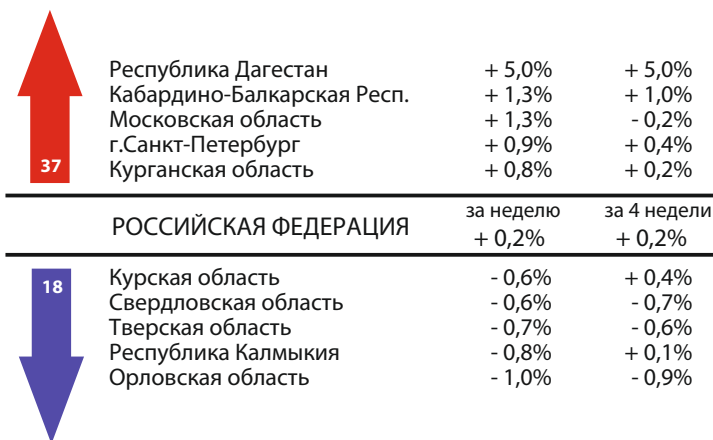 Республика Дагестан + 5,0% + 5,0%
Кабардино-Балкарская Респ. + 1,3% + 1,0%
Московская область + 1,3% - 0,2%
г.Санкт-Петербург + 0,9% + 0,4%
37 Курганская область + 0,8% + 0,2%
за неделю за 4 недели
РОССИЙСКАЯ ФЕДЕРАЦИЯ + 0,2% + 0,2%
18 Курская область - 0,6% + 0,4%
Свердловская область - 0,6% - 0,7%
Тверская область - 0,7% - 0,6%
Республика Калмыкия - 0,8% + 0,1%
Орловская область - 1,0% - 0,9%